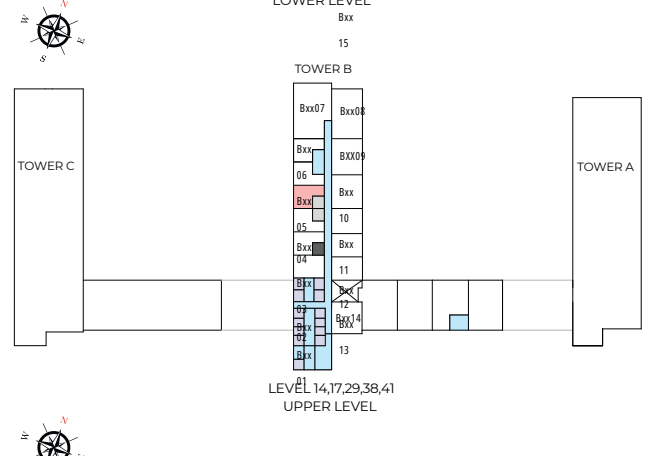 LOWER LEVEL
N
W
E
S
Bxx
15
TOWER B
Bxx07
Bxx08
Bxx
BXX09
06
TOWER C
TOWER A
Bxx
Bxx
05
10
Bxx
Bxx
04
11
Bxx
Bxx
03
12
Bxx14
Bxx
Bxx
02
13
Bxx
01
LEVEL 14,17,29,38,41
UPPER LEVEL
N
W